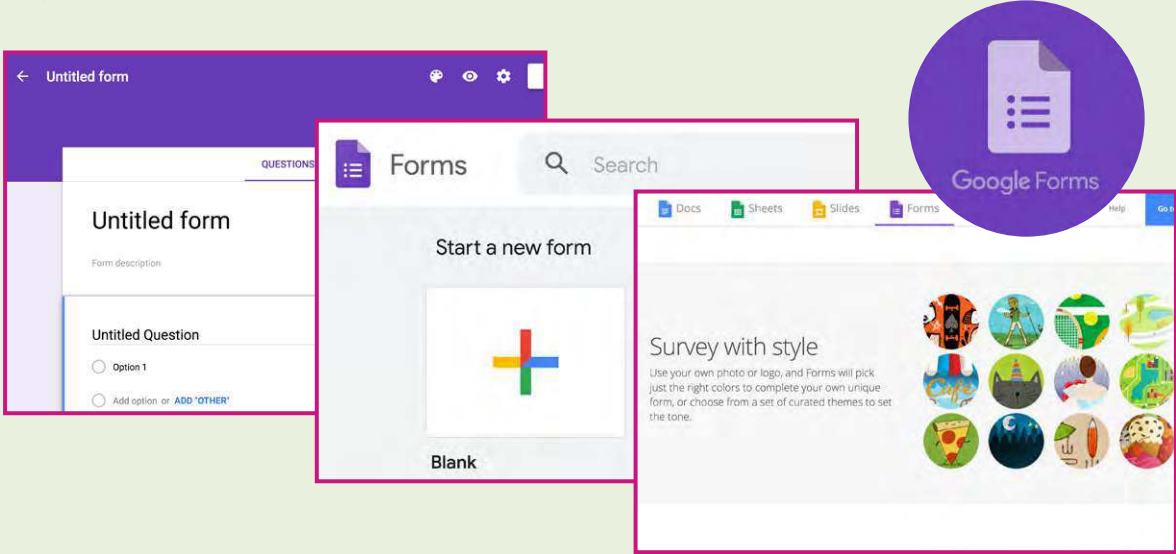 Untitled form
QUESTIONS
Untitled form
Form description
Untitled Question
Option 1
Add option or ADD "OTHER"
Forms
Search
Start a new form
Blank
Google Forms
Docs
Sheets
Slides
Forms
Help
Go to
Survey with style
Use your own photo or logo, and Forms will pick
just the right colors to complete your own unique
form, or choose from a set of curated themes to set
the tone.
Cafe